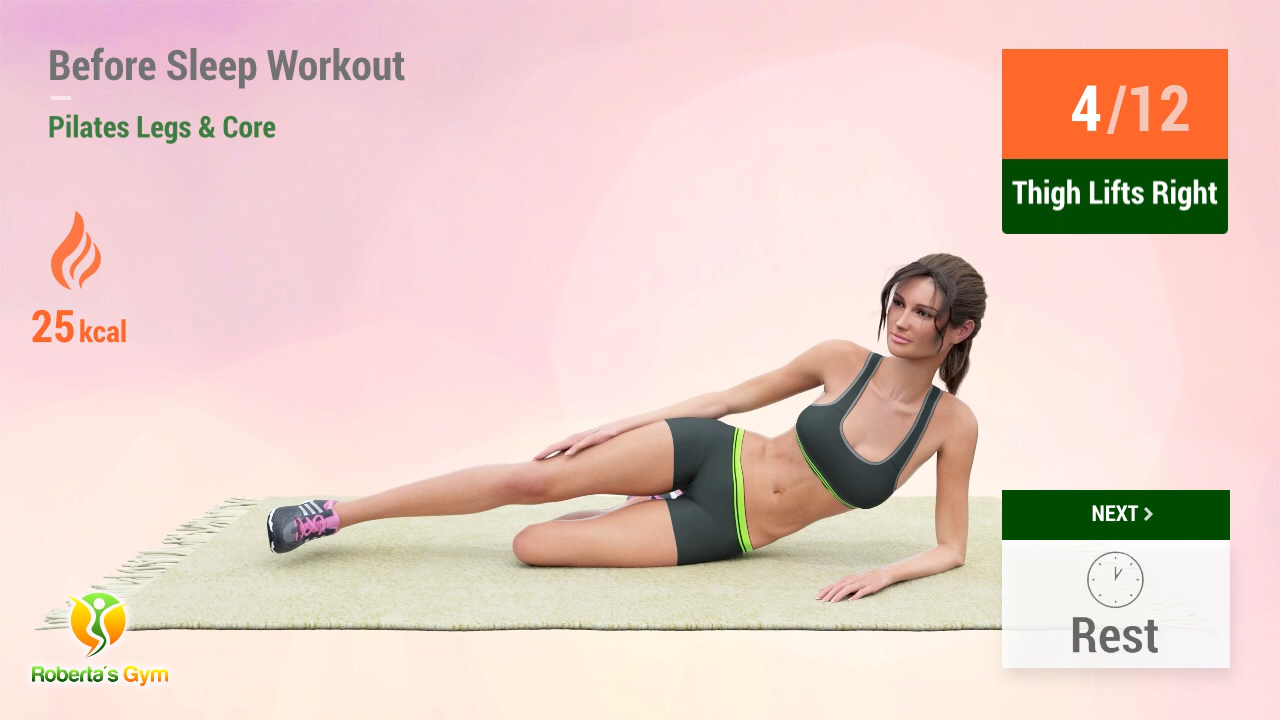 Before Sleep Workout
Pilates Legs & Core
4/12
Thigh Lifts Right
25 kcal
NEXT >
Rest
Roberta´s Gym